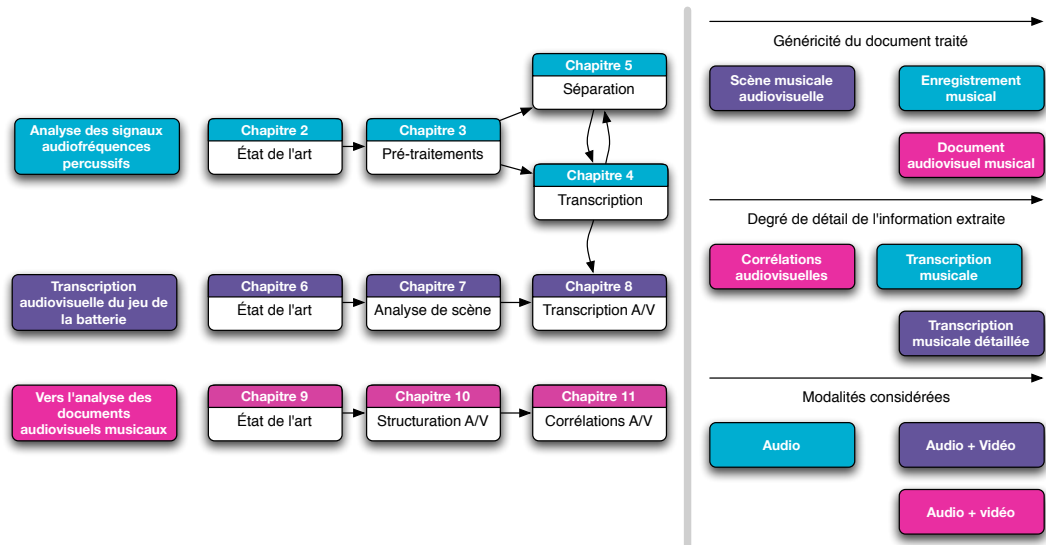 Analyse des signaux
audiofréquences
percussifs
Chapitre 2
État de l'art
Chapitre 3
Pré-traitements
Chapitre 5
Séparation
Chapitre 4
Transcription
Transcription
audiovisuelle du jeu de
la batterie
Chapitre 6
État de l'art
Chapitre 7
Analyse de scène
Chapitre 8
Transcription A/V
Vers l'analyse des
documents
audiovisuels musicaux
Chapitre 9
État de l'art
Chapitre 10
Structuration A/V
Chapitre 11
Corrélations A/V
Généricité du document traité
Scène musicale
audiovisuelle
Enregistrement
musical
Document
audiovisuel musical
Degré de détail de l'information extraite
Corrélations
audiovisuelles
Transcription
musicale
Transcription
musicale détaillée
Modalités considérées
Audio
Audio + Vidéo
Audio + vidéo